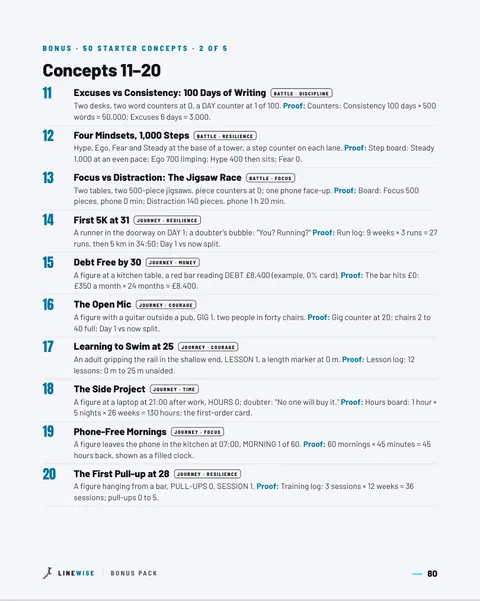 BONUS · 50 STARTER CONCEPTS · 2 OF 5
Concepts 11–20
11 Excuses vs Consistency: 100 Days of Writing BATTLE · DISCIPLINE
Two desks, two word counters at 0, a DAY counter at 1 of 100. Proof: Counters: Consistency 100 days × 500
words = 50,000; Excuses 6 days = 3,000.
12 Four Mindsets, 1,000 Steps BATTLE · RESILIENCE
Hype, Ego, Fear and Steady at the base of a tower, a step counter on each lane. Proof: Step board: Steady
1,000 at an even pace; Ego 700 limping; Hype 400 then sits; Fear 0.
13 Focus vs Distraction: The Jigsaw Race BATTLE · FOCUS
Two tables, two 500-piece jigsaws, piece counters at 0; one phone face-up. Proof: Board: Focus 500
pieces, phone 0 min; Distraction 140 pieces, phone 1 h 20 min.
14 First 5K at 31 JOURNEY · RESILIENCE
A runner in the doorway on DAY 1; a doubter's bubble: "You? Running?" Proof: Run log: 9 weeks × 3 runs = 27
runs, then 5 km in 34:50; Day 1 vs now split.
15 Debt Free by 30 JOURNEY · MONEY
A figure at a kitchen table, a red bar reading DEBT £8,400 (example, 0% card). Proof: The bar hits £0:
£350 a month × 24 months = £8,400.
16 The Open Mic JOURNEY · COURAGE
A figure with a guitar outside a pub, GIG 1, two people in forty chairs. Proof: Gig counter at 20; chairs 2 to
40 full; Day 1 vs now split.
17 Learning to Swim at 25 JOURNEY · COURAGE
An adult gripping the rail in the shallow end, LESSON 1, a length marker at 0 m. Proof: Lesson log: 12
lessons; 0 m to 25 m unaided.
18 The Side Project JOURNEY · TIME
A figure at a laptop at 21:00 after work, HOURS 0; doubter: "No one will buy it." Proof: Hours board: 1 hour ×
5 nights × 26 weeks = 130 hours; the first-order card.
19 Phone-Free Mornings JOURNEY · FOCUS
A figure leaves the phone in the kitchen at 07:00, MORNING 1 of 60. Proof: 60 mornings × 45 minutes = 45
hours back, shown as a filled clock.
20 The First Pull-up at 28 JOURNEY · RESILIENCE
A figure hanging from a bar, PULL-UPS 0, SESSION 1. Proof: Training log: 3 sessions × 12 weeks = 36
sessions; pull-ups 0 to 5.
LINEWISE BONUS PACK 80